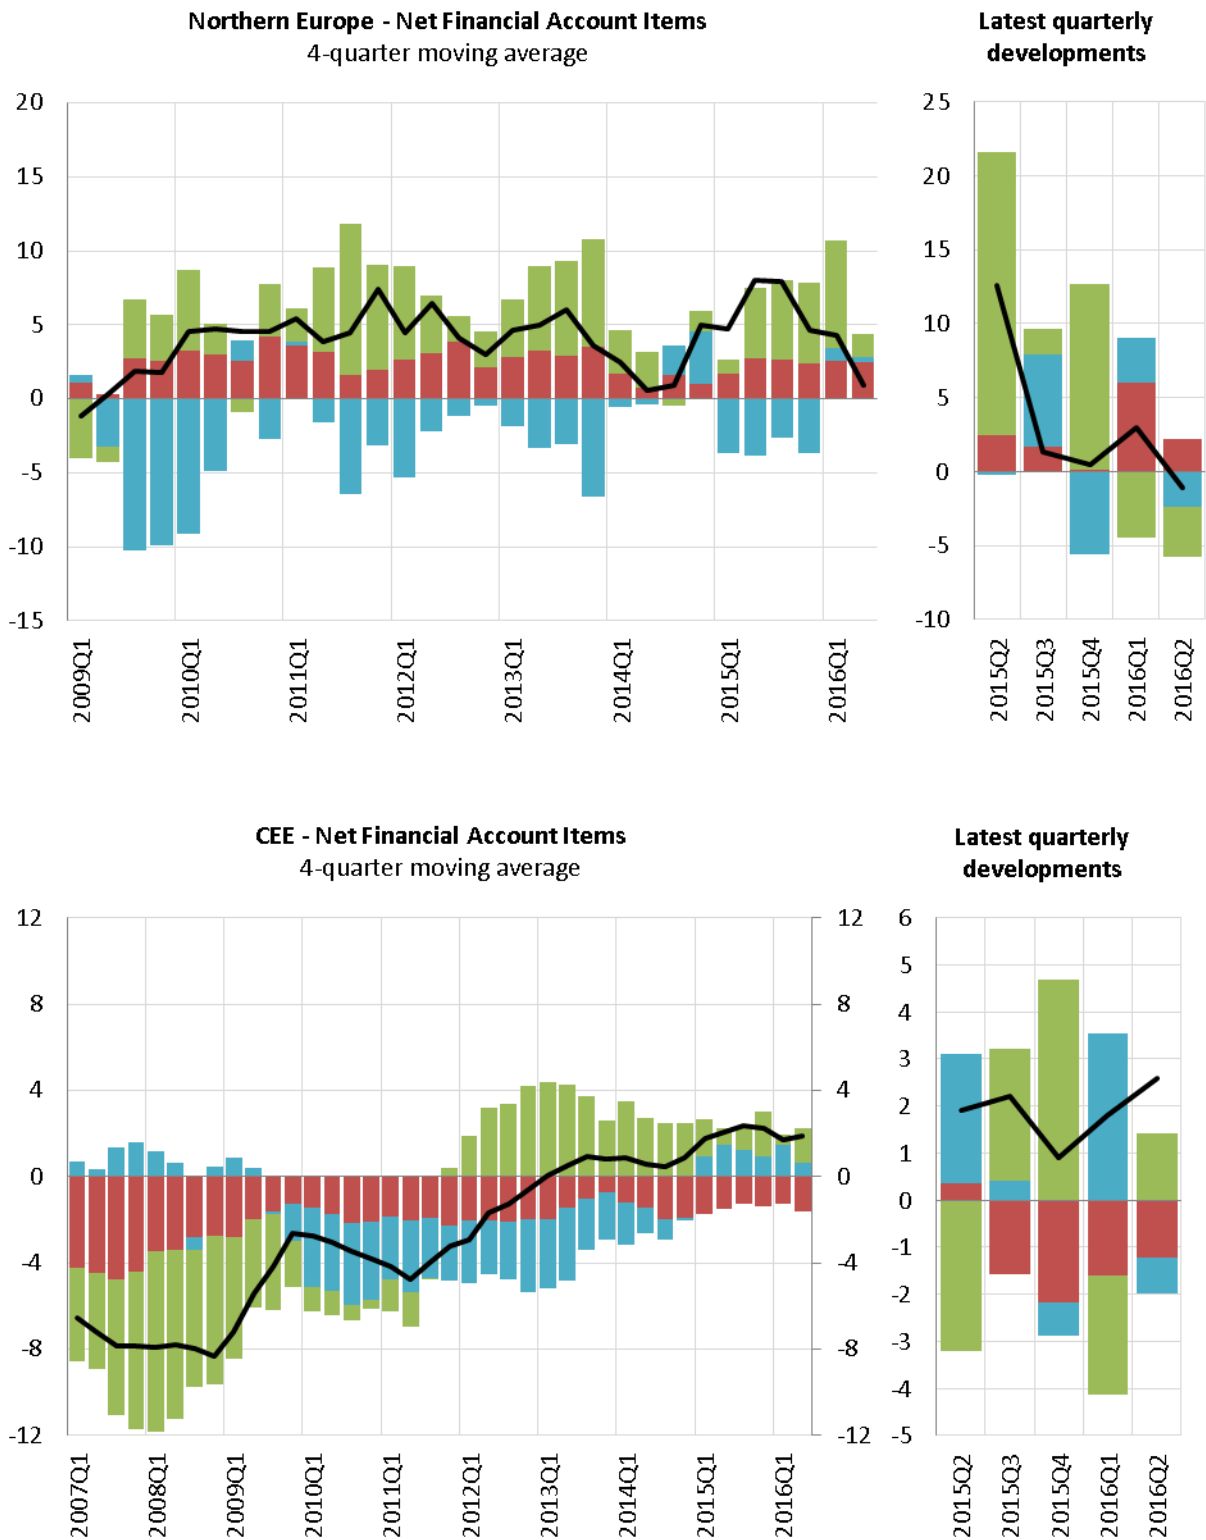 Northern Europe - Net Financial Account Items
4-quarter moving average
Latest quarterly
developments
20
15
10
5
0
-5
-10
-15
2009Q1
2010Q1
2011Q1
2012Q1
2013Q1
2014Q1
2015Q1
2016Q1
25
20
15
10
5
0
-5
-10
2015Q2
2015Q3
2015Q4
2016Q1
2016Q2
CEE - Net Financial Account Items
4-quarter moving average
Latest quarterly
developments
12
8
4
0
-4
-8
-12
12
8
4
0
-4
-8
-12
2007Q1
2008Q1
2009Q1
2010Q1
2011Q1
2012Q1
2013Q1
2014Q1
2015Q1
2016Q1
6
5
4
3
2
1
0
-1
-2
-3
-4
-5
2015Q2
2015Q3
2015Q4
2016Q1
2016Q2